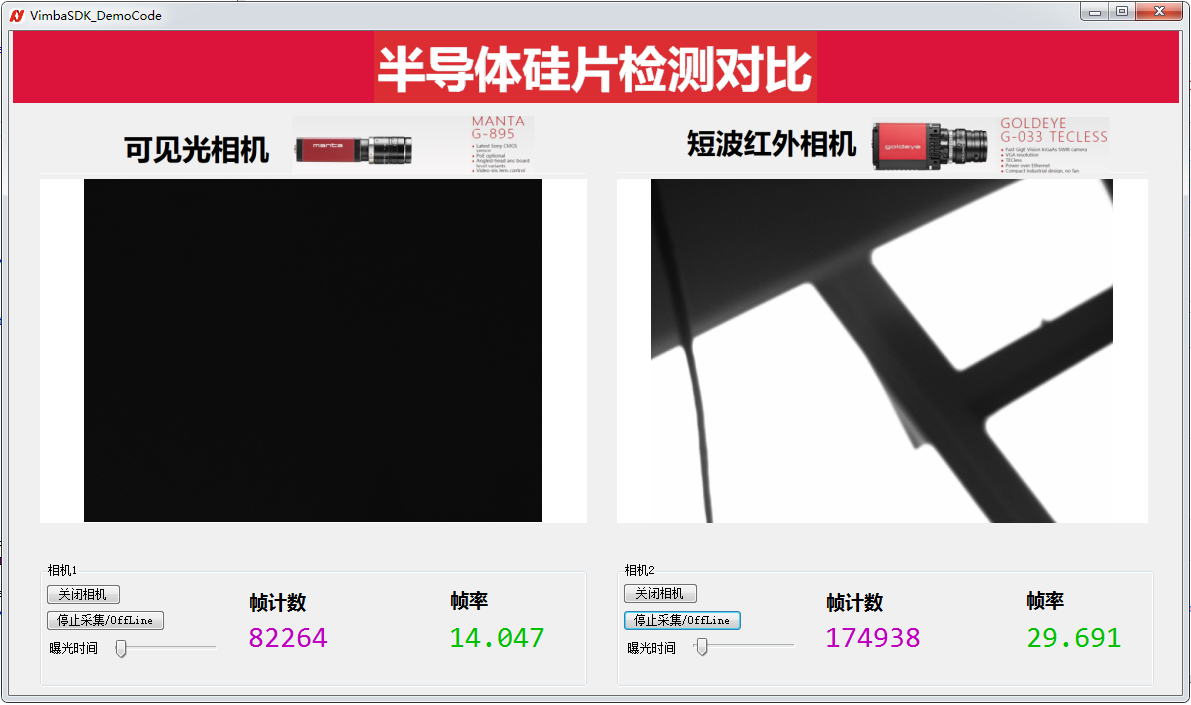 VimbaSDK_DemoCode
半导体硅片检测对比
可见光相机
manta
MANTA
G-895
Latest Sony CMOS
sensor
PoE optional
Angled-head and board
level variants
Video-iris lens control
短波红外相机
goldeye
GOLDEYE
G-033 TECLESS
Fast GigE Vision InGaAs SWIR camera
VGA resolution
TECless
Power over Ethernet
Compact industrial design, no fan
相机1
关闭相机
停止采集/OffLine
曝光时间
帧计数
82264
帧率
14.047
相机2
关闭相机
停止采集/OffLine
曝光时间
帧计数
174938
帧率
29.691